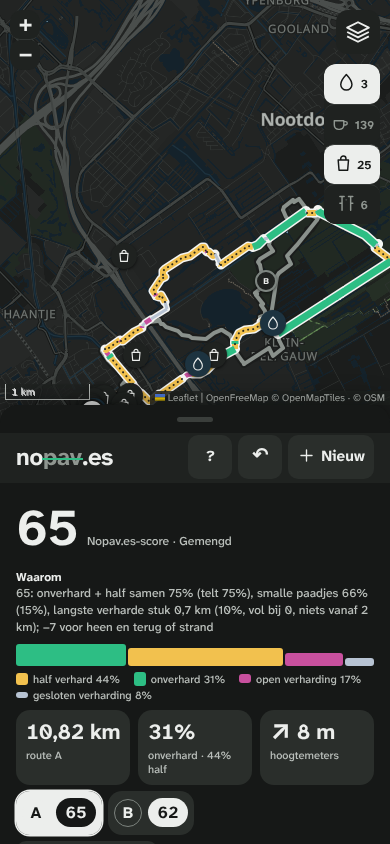 YPENBURG
GOOLAND
+
−
3
Nootdo
139
25
6
B
HAANTJE
KLEIN
1 km
Leaflet | OpenFreeMap © OpenMapTiles · © OSM
nopav.es
?
↶
+ Nieuw
65 Nopav.es-score · Gemengd
Waarom
65: onverhard + half samen 75% (telt 75%), smalle paadjes 66%
(15%), langste verharde stuk 0,7 km (10%, vol bij 0, niets vanaf 2
km); −7 voor heen en terug of strand
half verhard 44% onverhard 31% open verharding 17%
gesloten verharding 8%
10,82 km
route A
31%
onverhard · 44%
half
↗ 8 m
hoogtemeters
A 65
B 62